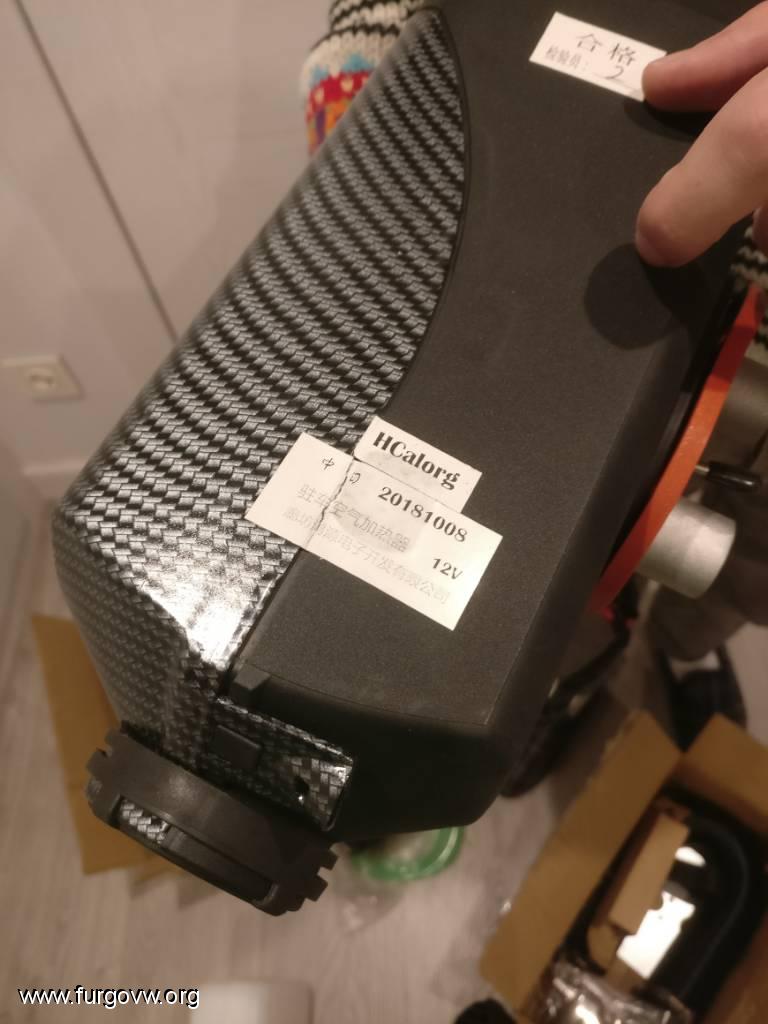 合格
检验员: 2
HCalorg
中
20181008
驻车空气加热器
12V
www.furgovw.org